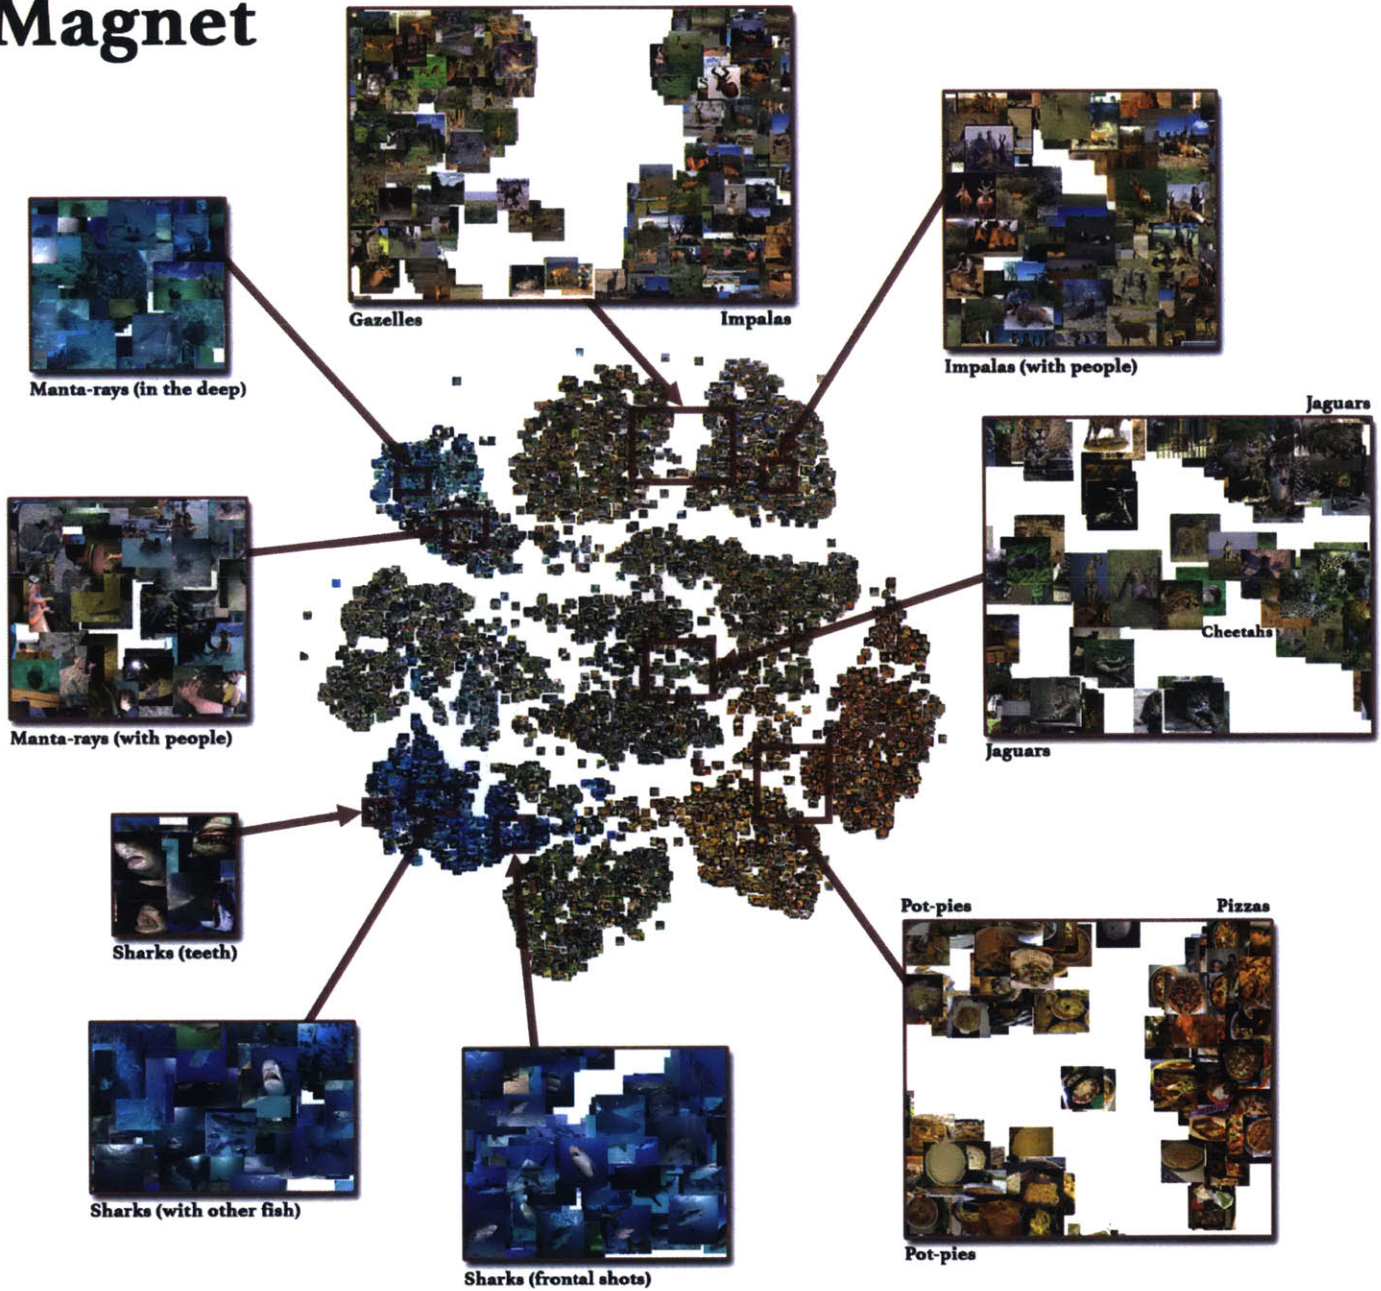 Magnet
Gazelles
Impalas
Impalas (with people)
Manta-rays (in the deep)
Jaguars
Cheetahs
Jaguars
Manta-rays (with people)
Sharks (teeth)
Pot-pies
Pizzas
Sharks (with other fish)
Sharks (frontal shots)
Pot-pies